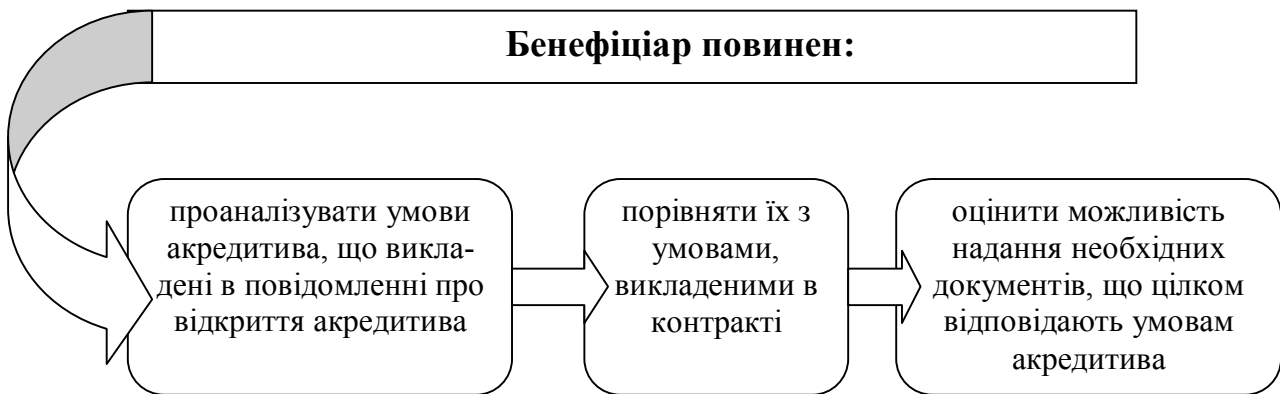 Бенефіціар повинен:
проаналізувати умови
акредитива, що викла-
дені в повідомленні про
відкриття акредитива
порівняти їх з
умовами,
викладеними в
контракті
оцінити можливість
надання необхідних
документів, що цілком
відповідають умовам
акредитива